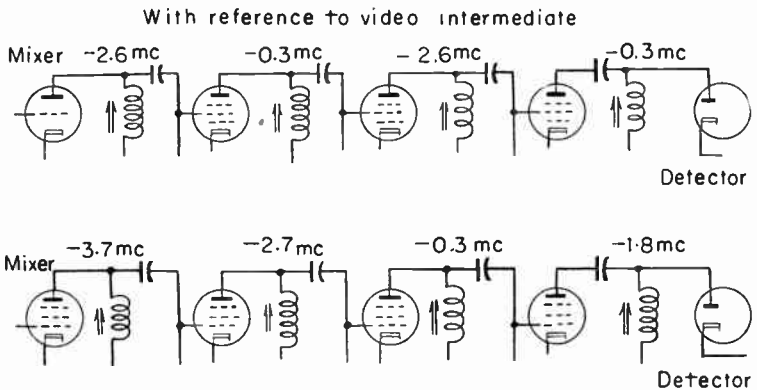 With reference to video intermediate
Mixer -2.6mc -0.3mc - 2.6mc -0.3mc
Detector
-3.7mc -2.7mc -0.3 mc -1.8mc
Mixer
Detector